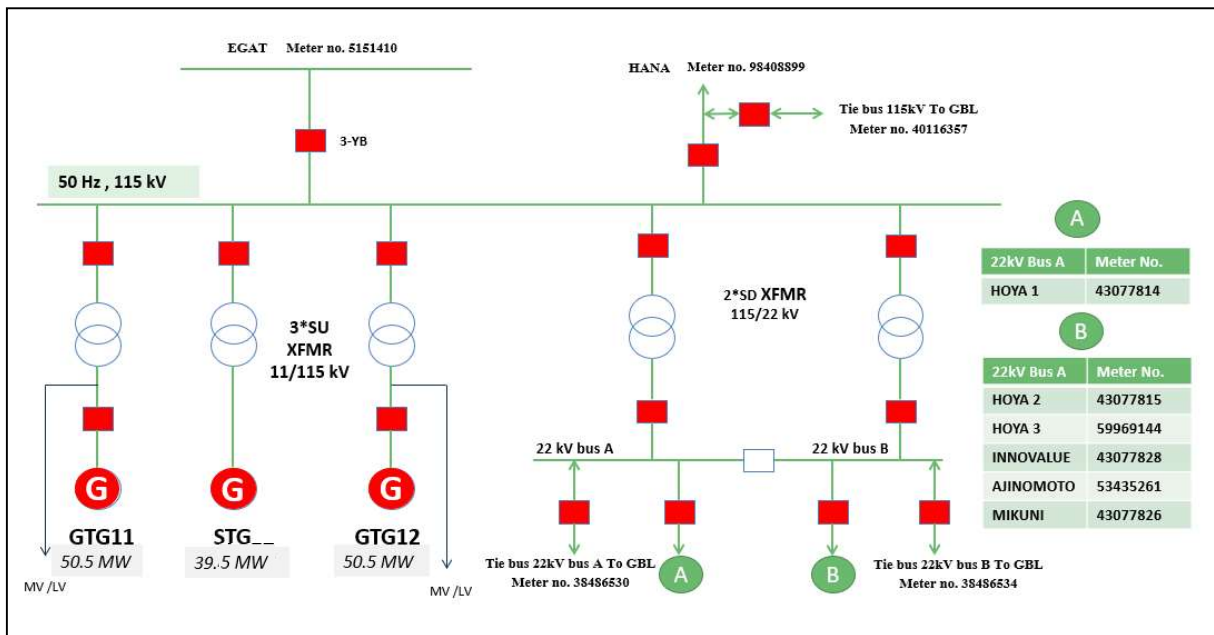 EGAT Meter no. 5151410
HANA Meter no. 98408899
Tie bus 115kV To GBL
Meter no. 40116357
3-YB
50 Hz , 115 kV
3*SU
XFMR
11/115 kV
2*SD XFMR
115/22 kV
A
22kV Bus A Meter No.
HOYA 1 43077814
B
22kV Bus A Meter No.
HOYA 2 43077815
HOYA 3 59969144
INNOVALUE 43077828
AJINOMOTO 53435261
MIKUNI 43077826
22 kV bus A
22 kV bus B
G
G
G
GTG11
STG__
GTG12
50.5 MW
39.5 MW
50.5 MW
MV /LV
MV /LV
Tie bus 22kV bus A To GBL
Meter no. 38486530
A
B
Tie bus 22kV bus B To GBL
Meter no. 38486534